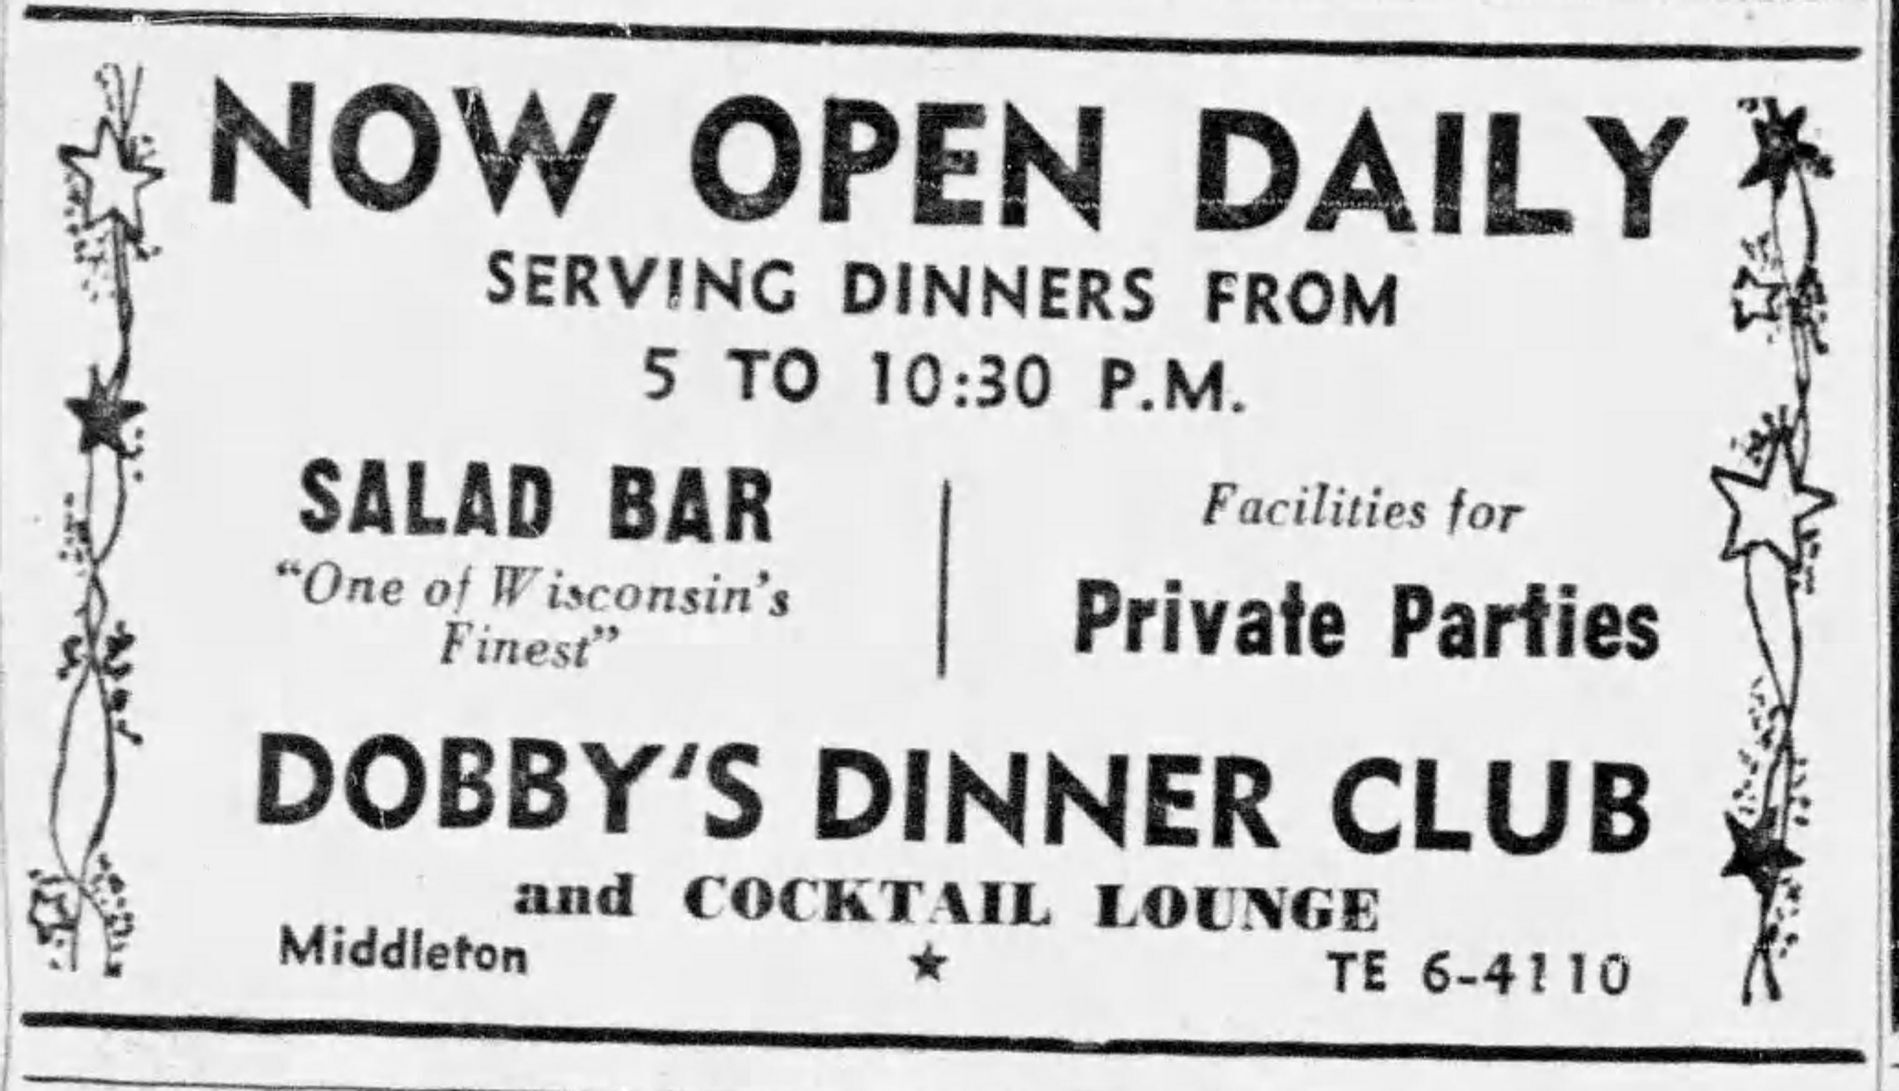 NOW OPEN DAILY
SERVING DINNERS FROM
5 TO 10:30 P.M.
SALAD BAR
"One of Wisconsin's
Finest"
Facilities for
Private Parties
DOBBY'S DINNER CLUB
and COCKTAIL LOUNGE
Middleton ★ TE 6-4110